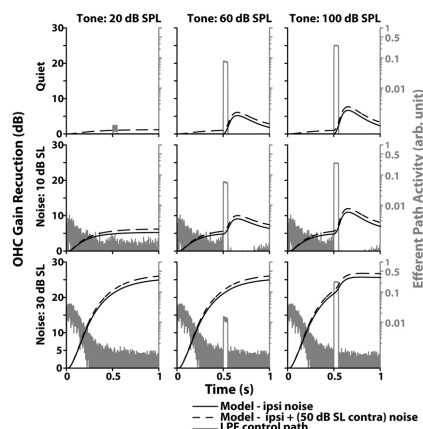 Tone: 20 dB SPL Tone: 60 dB SPL Tone: 100 dB SPL
Quiet
30
20
10
0
1
0.5
0.1
0.01
OHC Gain Recuction (dB)
Efferent Path Activity (arb. unit)
Noise: 10 dB SL
30
20
10
0
1
0.5
0.1
0.01
Noise: 30 dB SL
30
20
10
5
0
1
0.5
0.1
0.01
0 0.5 1 0 0.5 1 0 0.5 1
Time (s)
Model - ipsi noise
Model - ipsi + (50 dB SL contra) noise
LPF control path